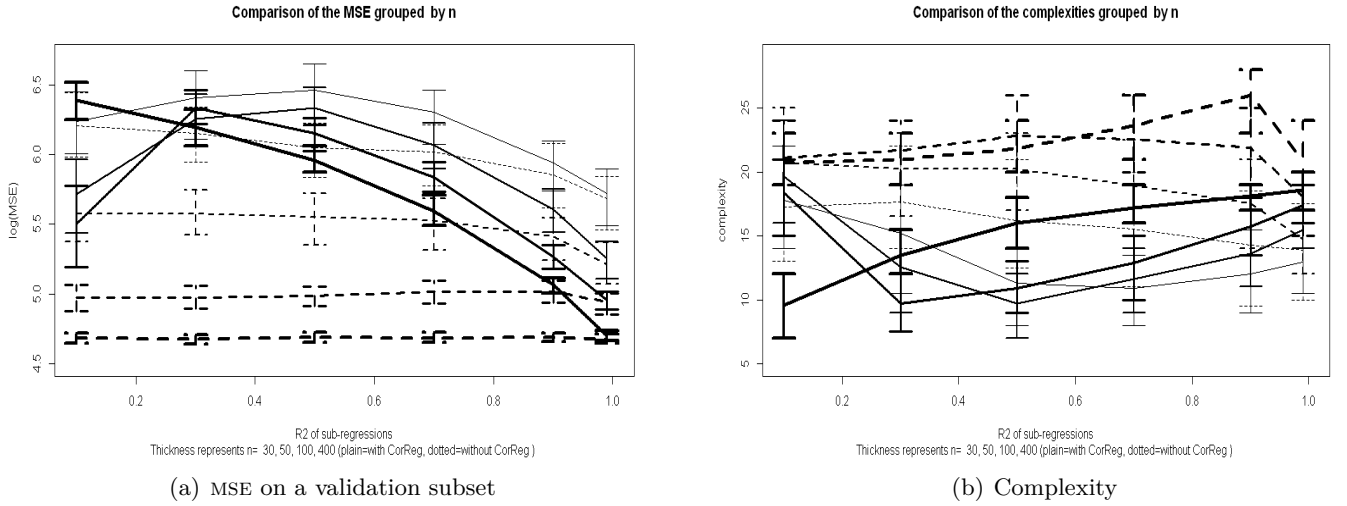 Comparison of the MSE grouped by n
log(MSE)
6.5
6.0
5.5
5.0
4.5
0.2 0.4 0.6 0.8 1.0
R2 of sub-regressions
Thickness represents n= 30, 50, 100, 400 (plain=with CorReg, dotted=without CorReg )
(a) MSE on a validation subset
Comparison of the complexities grouped by n
complexity
25
20
15
10
5
0.2 0.4 0.6 0.8 1.0
R2 of sub-regressions
Thickness represents n= 30, 50, 100, 400 (plain=with CorReg, dotted=without CorReg )
(b) Complexity